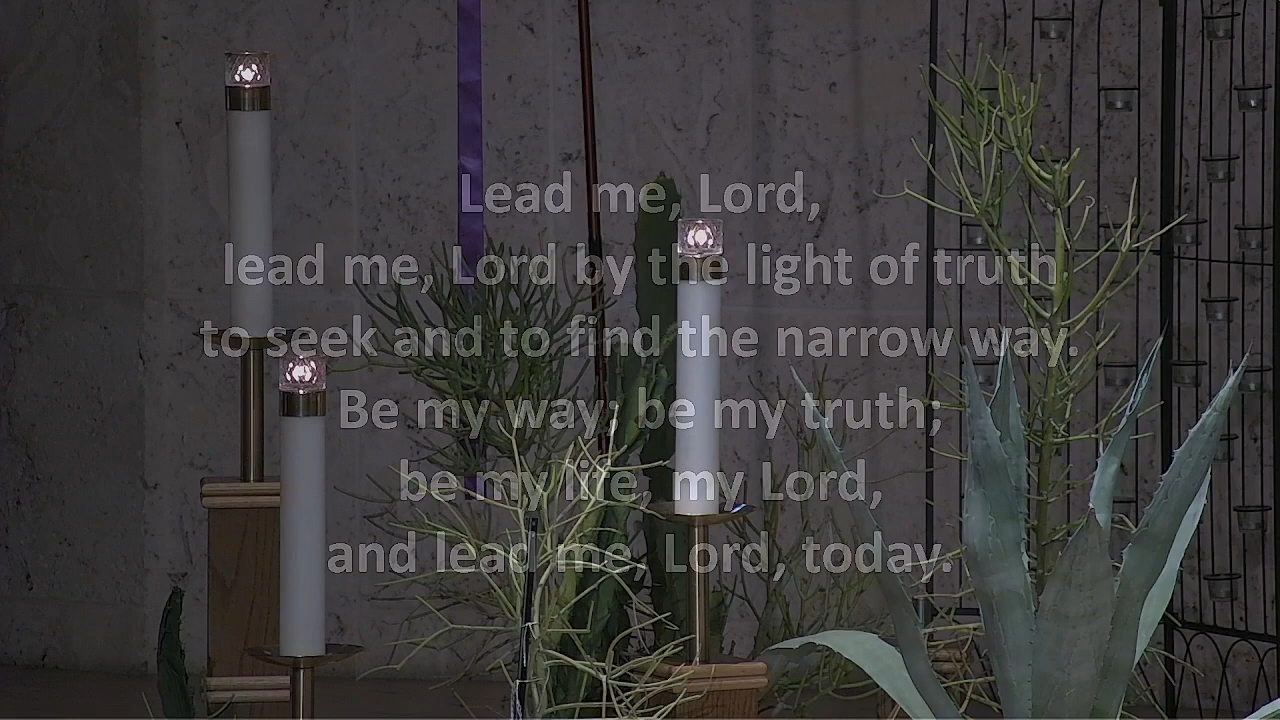 Lead me, Lord,
lead me, Lord by the light of truth
to seek and to find the narrow way.
Be my way; be my truth;
be my life, my Lord,
and lead me, Lord, today.